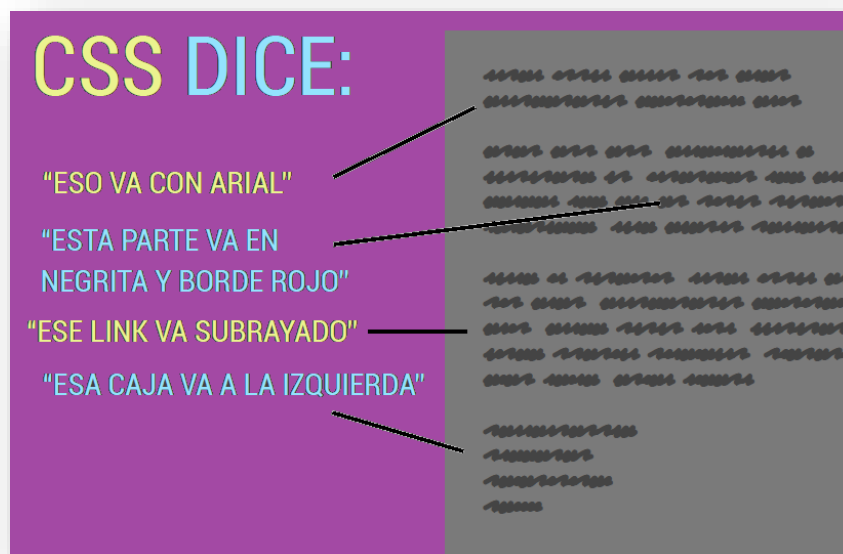 CSS DICE:
“ESO VA CON ARIAL”
“ESTA PARTE VA EN
NEGRITA Y BORDE ROJO”
“ESE LINK VA SUBRAYADO”
“ESA CAJA VA A LA IZQUIERDA”